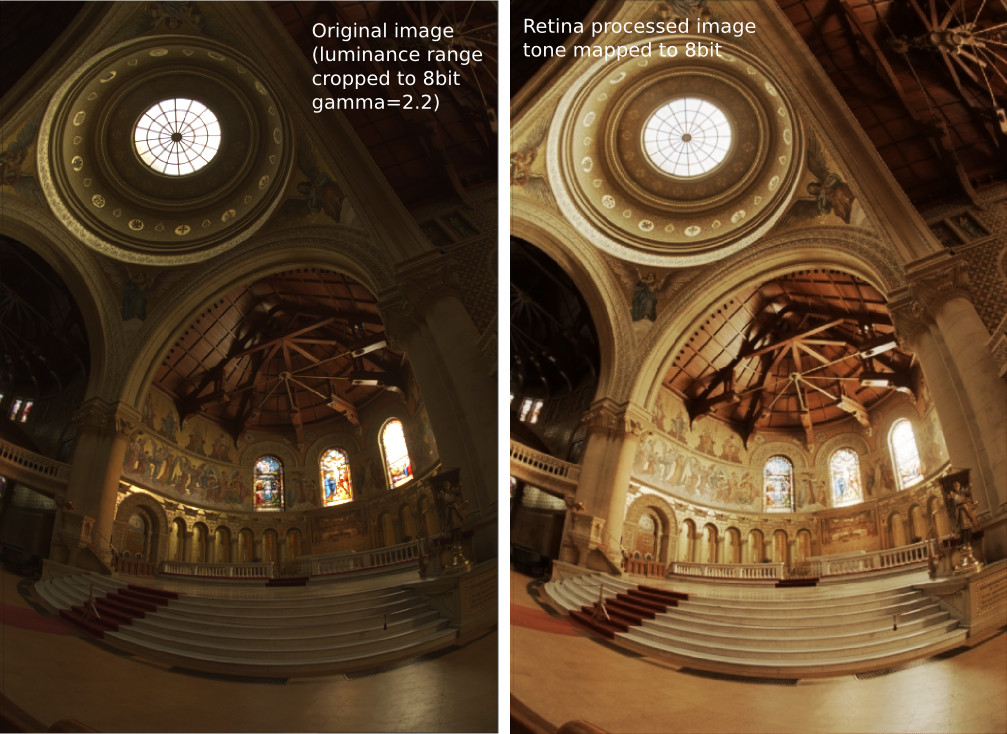 Original image
(luminance range
cropped to 8bit
gamma=2.2)
Retina processed image
tone mapped to 8bit